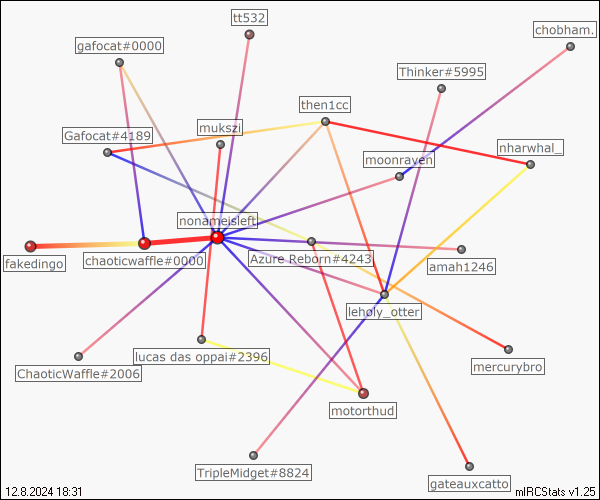 tt532
chobham.
gafocat#0000
Thinker#5995
then1cc
mukszi
Gafocat#4189
nharwhal_
moonraven
nonameisleft
fakedingo
chaoticwaffle#0000
Azure Reborn#4243
amah1246
leholy_otter
lucas das oppai#2396
ChaoticWaffle#2006
mercurybro
motorthud
TripleMidget#8824
gateauxcatto
12.8.2024 18:31
mIRCStats v1.25